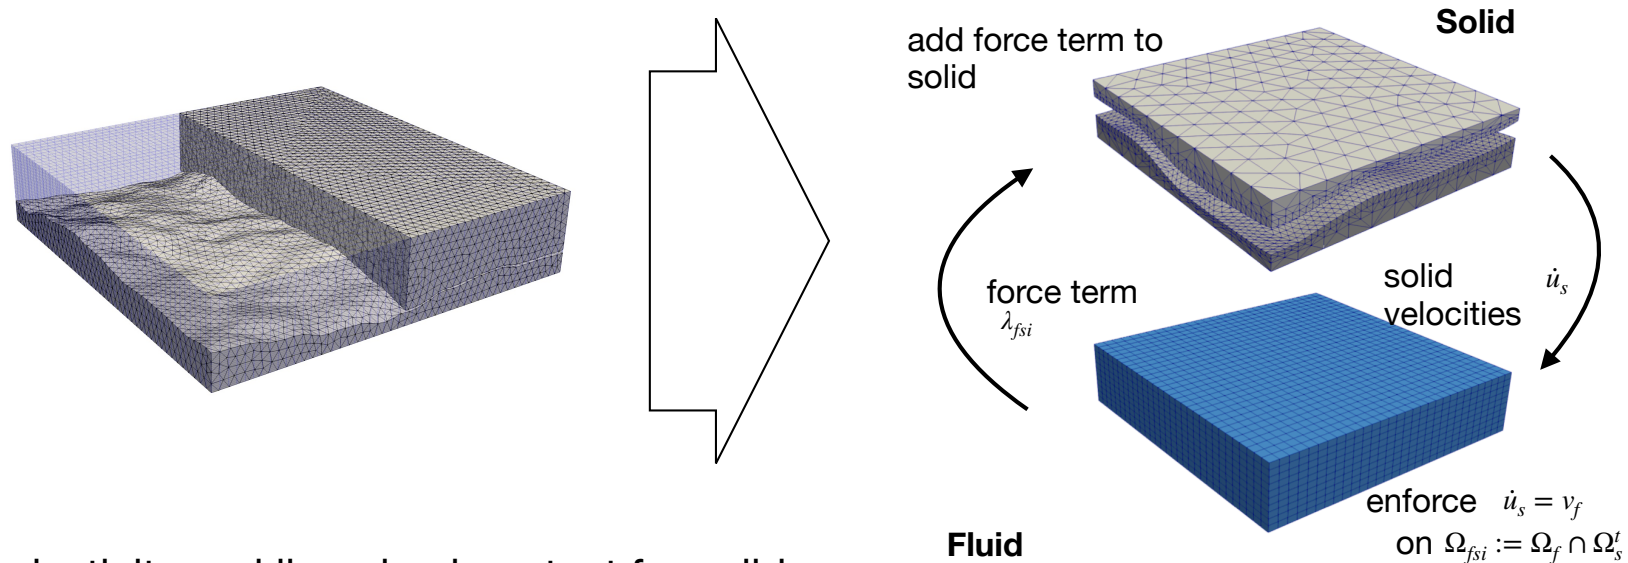 add force term to
solid
Solid
force term
λ_fsi
solid
velocities
u̇_s
enforce u̇_s = v_f
on Ω_fsi := Ω_f ∩ Ω_s^t
Fluid